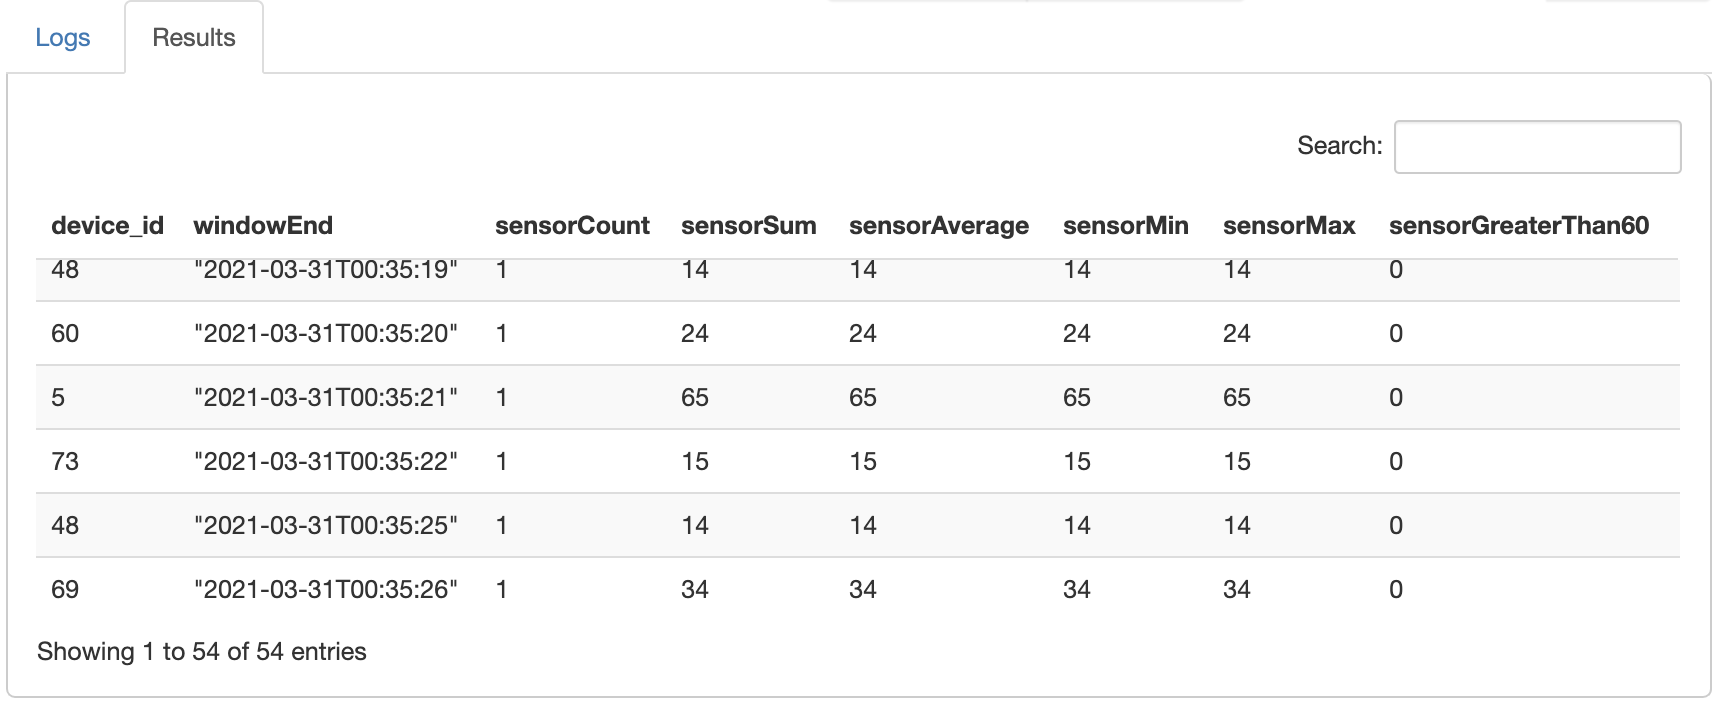 Logs Results
Search:
device_id windowEnd sensorCount sensorSum sensorAverage sensorMin sensorMax sensorGreaterThan60
48 "2021-03-31T00:35:19" 1 14 14 14 14 0
60 "2021-03-31T00:35:20" 1 24 24 24 24 0
5 "2021-03-31T00:35:21" 1 65 65 65 65 0
73 "2021-03-31T00:35:22" 1 15 15 15 15 0
48 "2021-03-31T00:35:25" 1 14 14 14 14 0
69 "2021-03-31T00:35:26" 1 34 34 34 34 0
Showing 1 to 54 of 54 entries